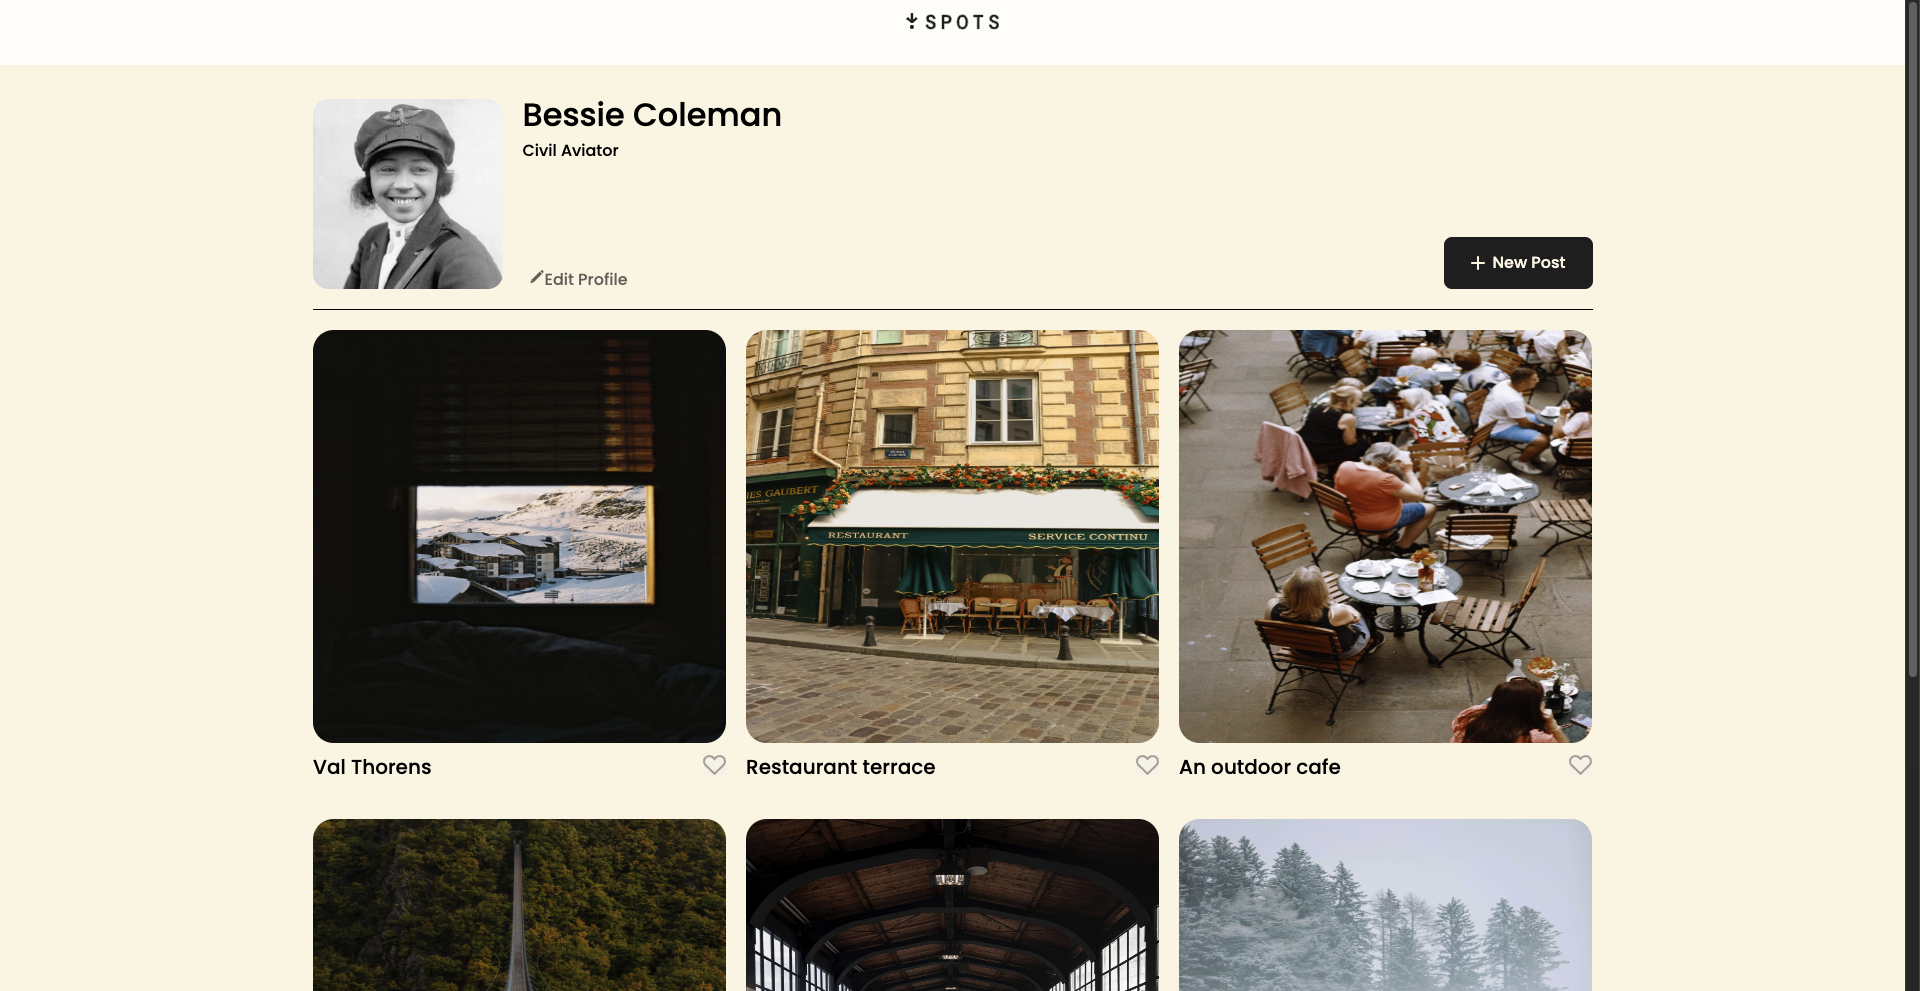 SPOTS
Bessie Coleman
Civil Aviator
Edit Profile
+ New Post
IES GAUBERT
RESTAURANT
SERVICE CONTINU
Val Thorens
Restaurant terrace
An outdoor cafe